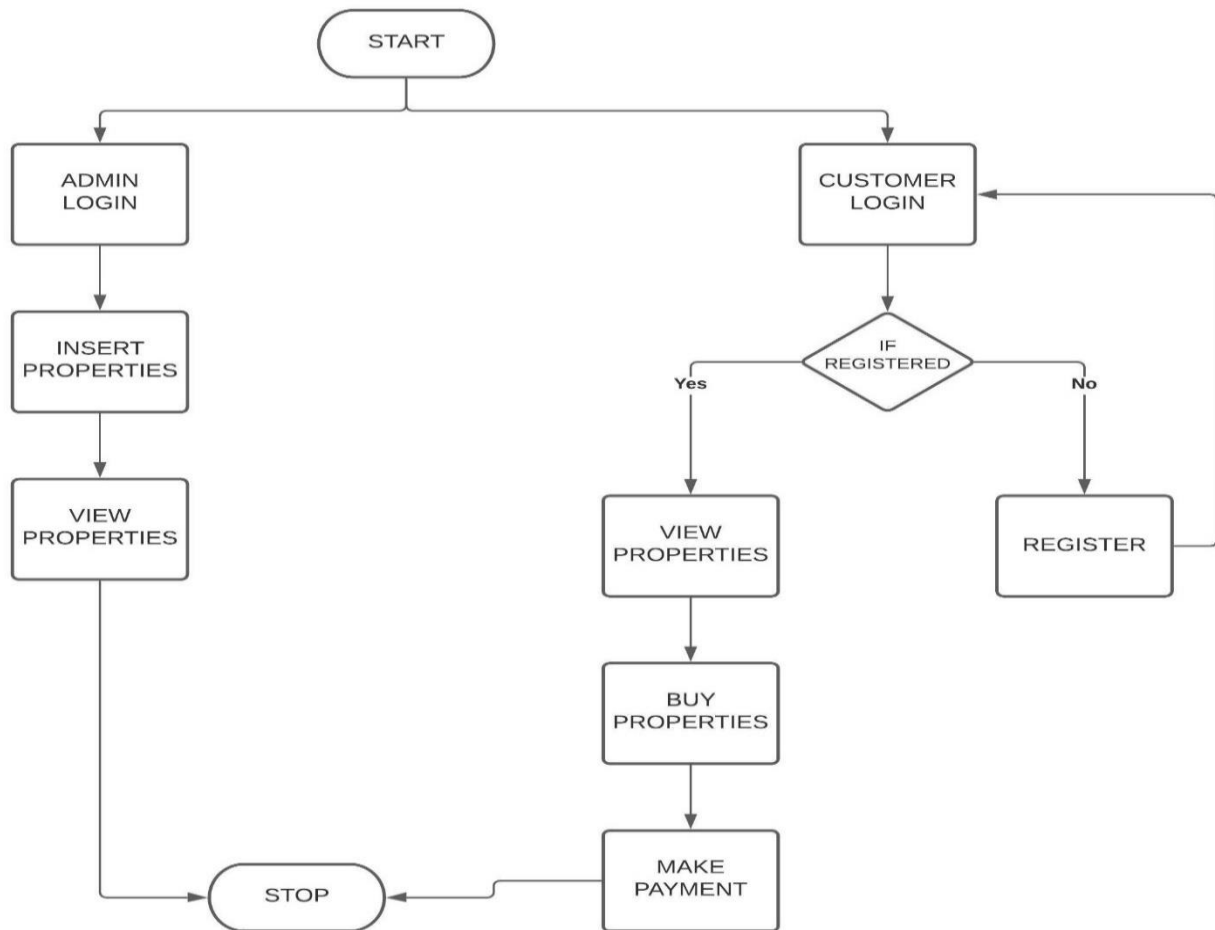 START
ADMIN
LOGIN
CUSTOMER
LOGIN
INSERT
PROPERTIES
IF
REGISTERED
Yes
No
VIEW
PROPERTIES
VIEW
PROPERTIES
REGISTER
BUY
PROPERTIES
MAKE
PAYMENT
STOP